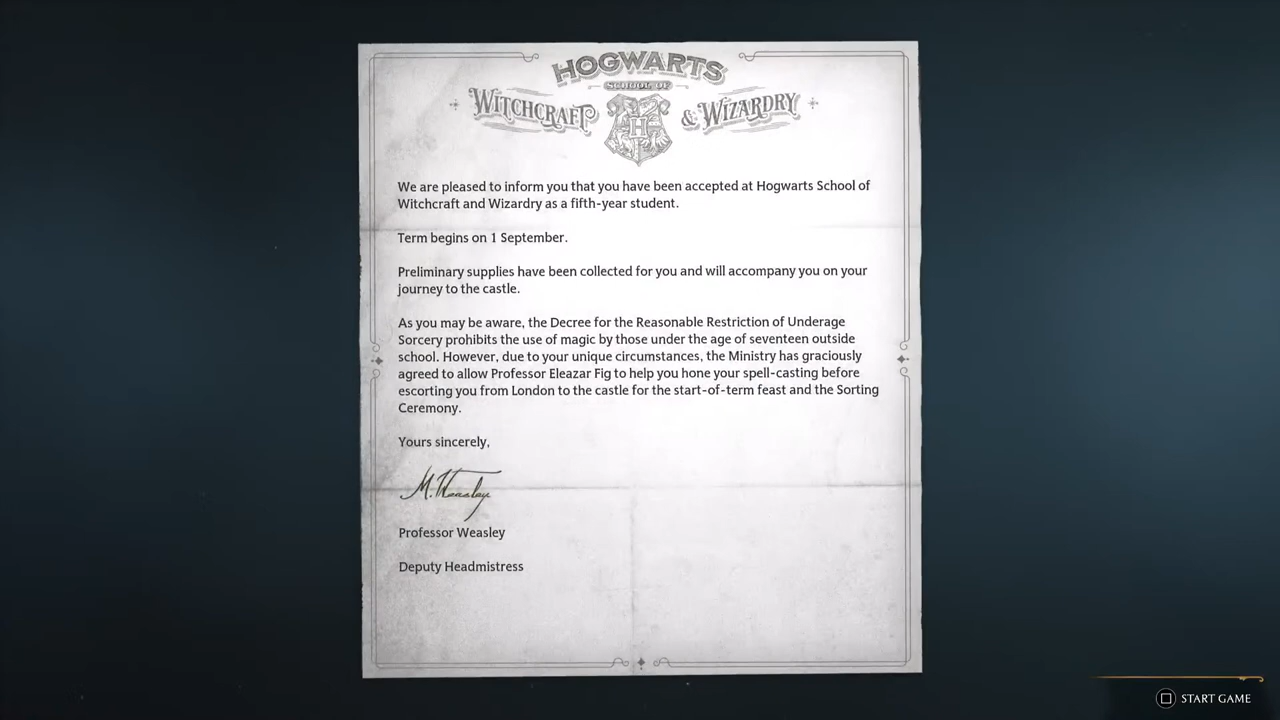 HOGWARTS
SCHOOL OF
WITCHCRAFT & WIZARDRY
H
We are pleased to inform you that you have been accepted at Hogwarts School of
Witchcraft and Wizardry as a fifth-year student.
Term begins on 1 September.
Preliminary supplies have been collected for you and will accompany you on your
journey to the castle.
As you may be aware, the Decree for the Reasonable Restriction of Underage
Sorcery prohibits the use of magic by those under the age of seventeen outside
school. However, due to your unique circumstances, the Ministry has graciously
agreed to allow Professor Eleazar Fig to help you hone your spell-casting before
escorting you from London to the castle for the start-of-term feast and the Sorting
Ceremony.
Yours sincerely,
M. Weasley
Professor Weasley
Deputy Headmistress
START GAME